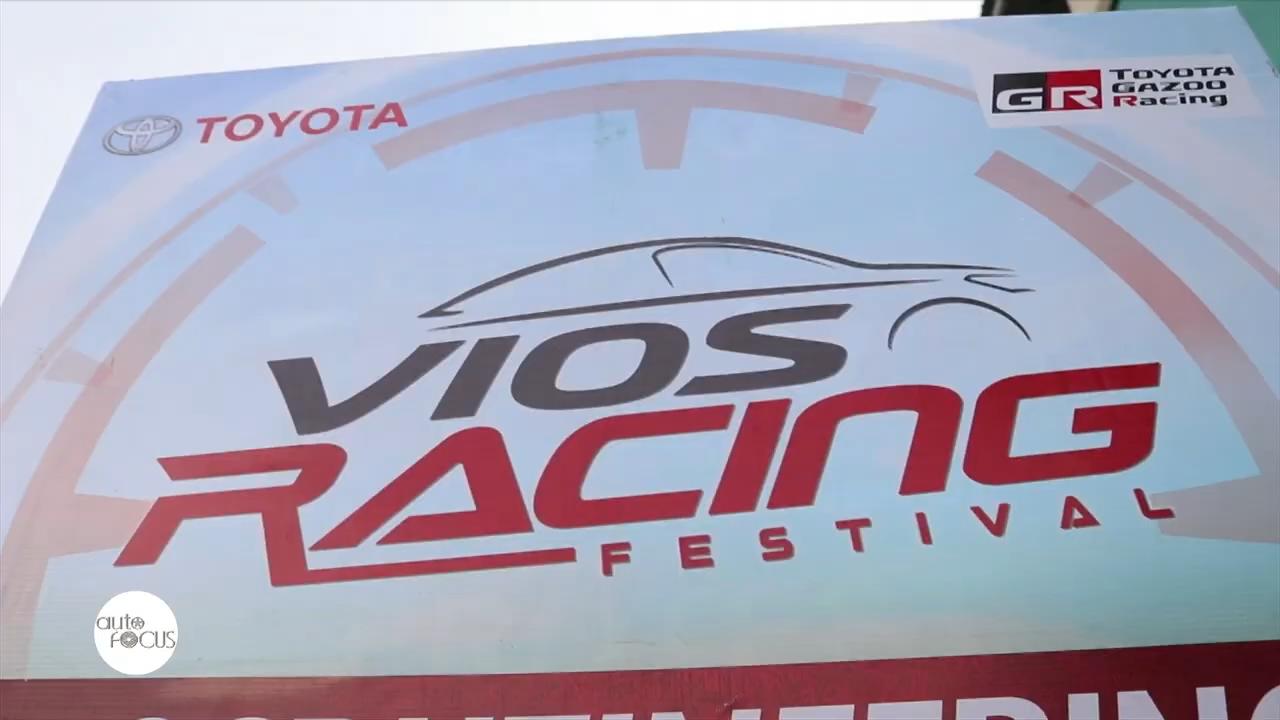 TOYOTA
GR TOYOTA
GAZOO
Racing
VIOS
RACING
FESTIVAL
auto
FOCUS